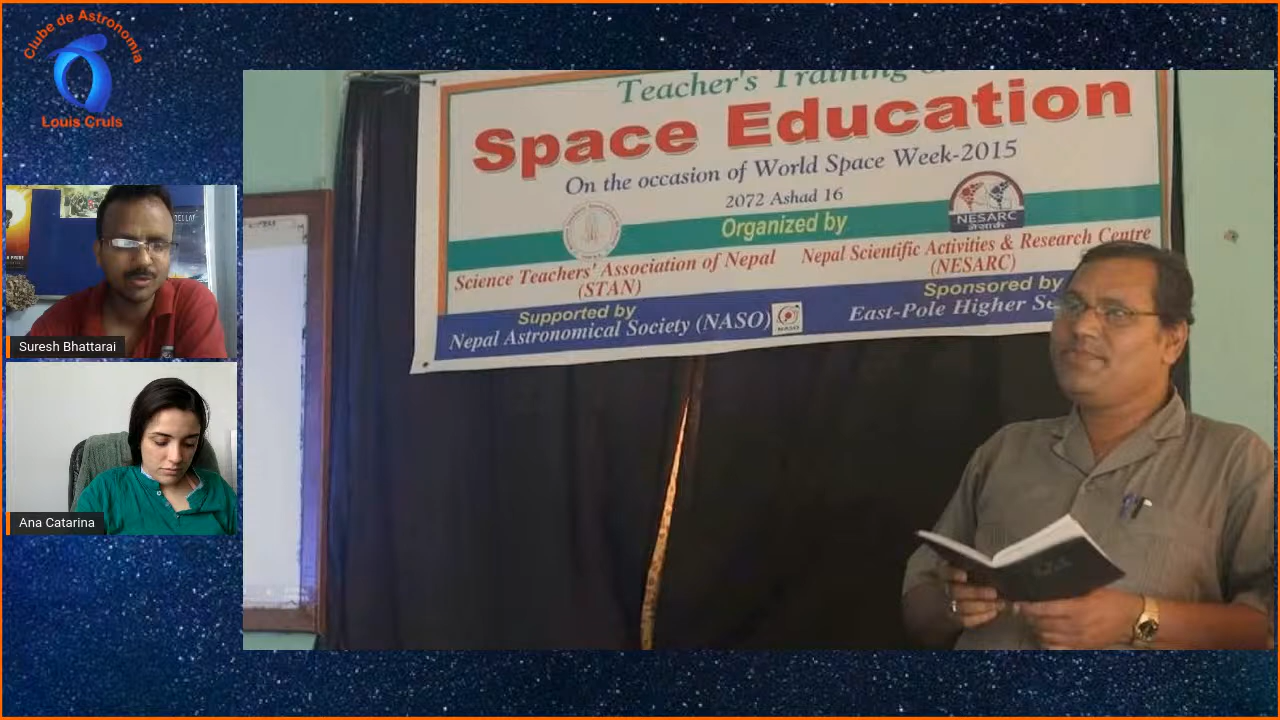 Clube de Astronomia
Louis Cruls
Suresh Bhattarai
Ana Catarina
Teacher's Training
Space Education
On the occasion of World Space Week-2015
2072 Ashad 16
Organized by
NESARC
नेसार्क
Science Teachers' Association of Nepal
(STAN)
Nepal Scientific Activities & Research Centre
(NESARC)
Supported by
Nepal Astronomical Society (NASO)
NASO
Sponsored by
East-Pole Higher